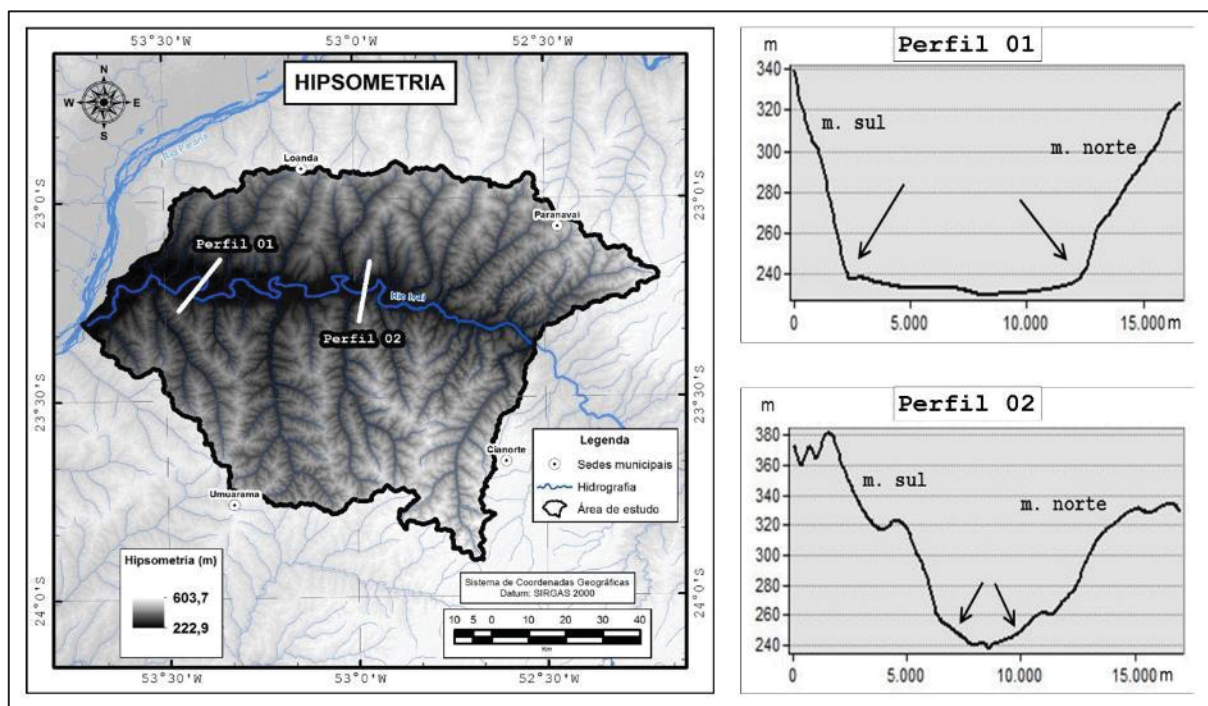 53°30'W
53°0'W
52°30'W
HIPSOMETRIA
N
W
E
S
Rio Paraná
Loanda
Paranavaí
23°0'S
23°0'S
Perfil 01
Rio Ivaí
Perfil 02
23°30'S
23°30'S
Cianorte
Umuarama
Legenda
Sedes municipais
Hidrografia
Área de estudo
Hipsometria (m)
603,7
222,9
Sistema de Coordenadas Geográficas
Datum: SIRGAS 2000
10 5 0 10 20 30 40
Km
24°0'S
24°0'S
53°30'W
53°0'W
52°30'W
Perfil 01
m
340
320
300
280
260
240
m. sul
m. norte
0
5.000
10.000
15.000m
Perfil 02
m
380
360
340
320
300
280
260
240
m. sul
m. norte
0
5.000
10.000
15.000m